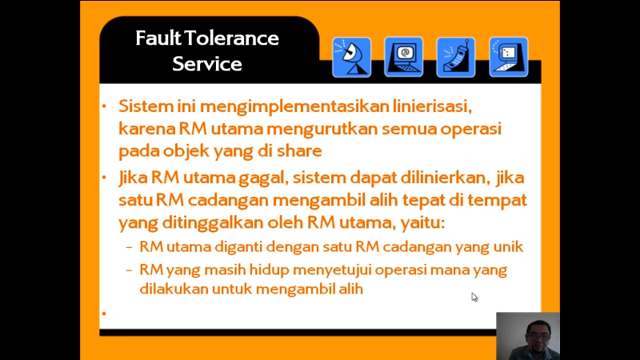 Fault Tolerance
Service
• Sistem ini mengimplementasikan linierisasi,
karena RM utama mengurutkan semua operasi
pada objek yang di share
• Jika RM utama gagal, sistem dapat dilinierkan, jika
satu RM cadangan mengambil alih tepat di tempat
yang ditinggalkan oleh RM utama, yaitu:
– RM utama diganti dengan satu RM cadangan yang unik
– RM yang masih hidup menyetujui operasi mana yang
dilakukan untuk mengambil alih